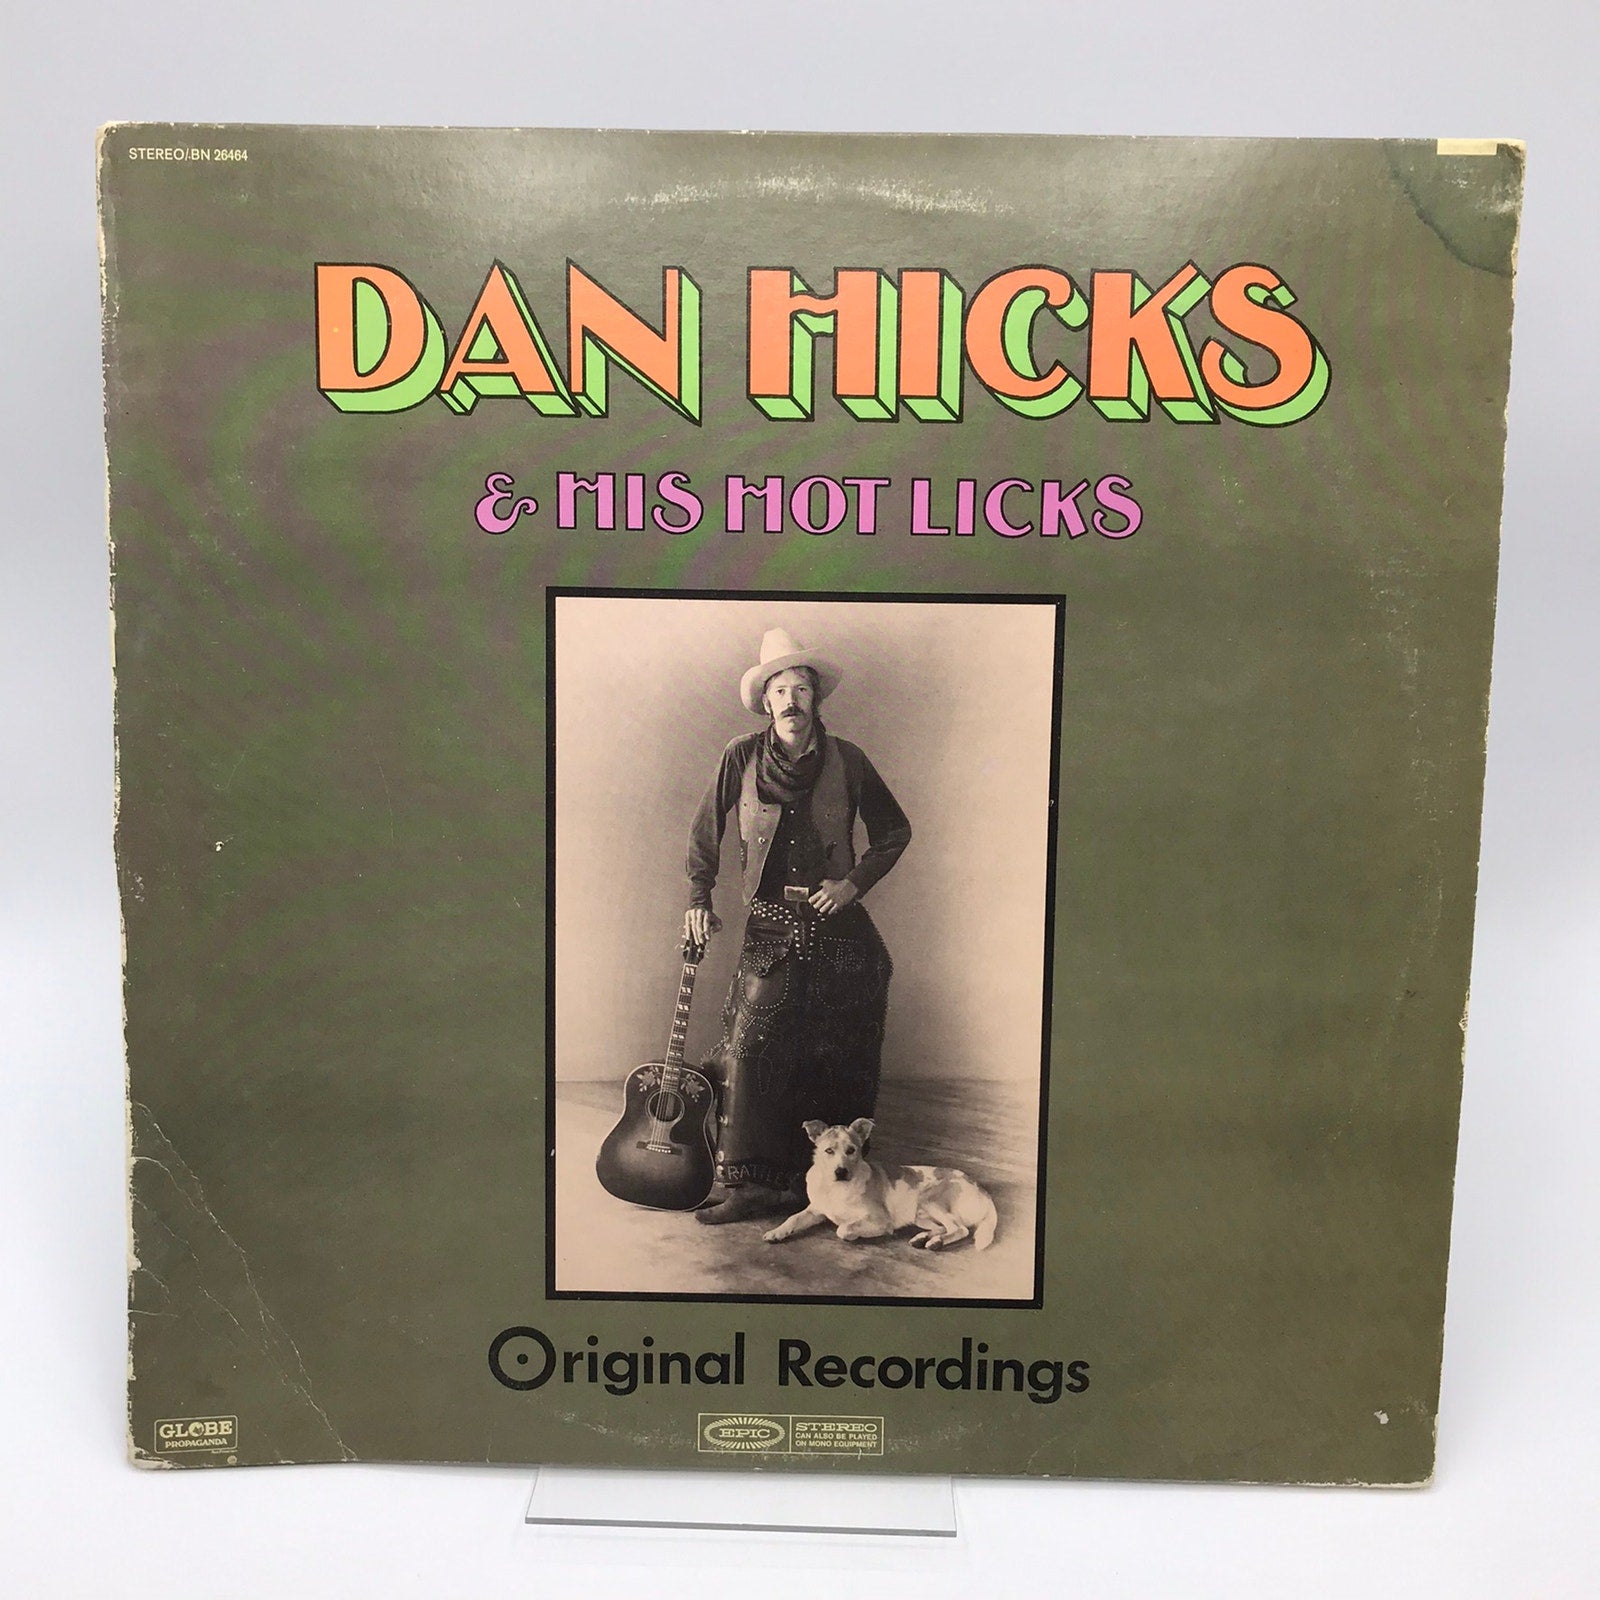 STEREO/BN 26464
DAN HICKS
& HIS HOT LICKS
RATTLES
Original Recordings
GLOBE
PROPAGANDA
EPIC
STEREO
CAN ALSO BE PLAYED
ON MONO EQUIPMENT